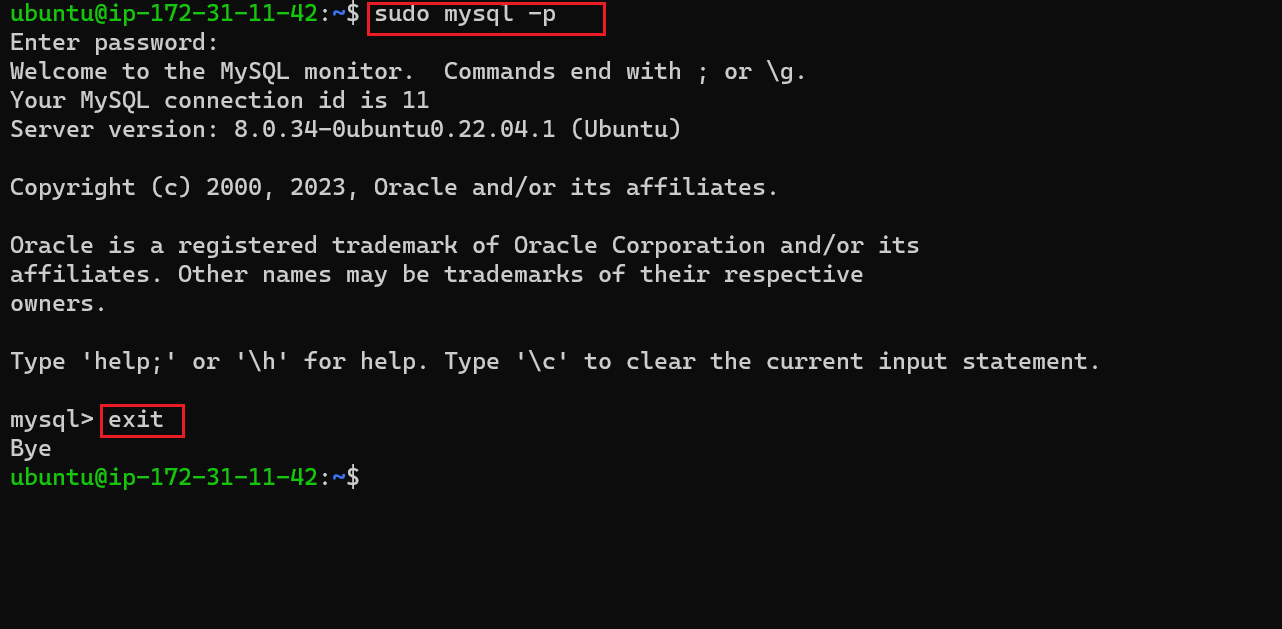 ubuntu@ip-172-31-11-42:~$ sudo mysql -p
Enter password:
Welcome to the MySQL monitor.  Commands end with ; or \g.
Your MySQL connection id is 11
Server version: 8.0.34-0ubuntu0.22.04.1 (Ubuntu)

Copyright (c) 2000, 2023, Oracle and/or its affiliates.

Oracle is a registered trademark of Oracle Corporation and/or its
affiliates. Other names may be trademarks of their respective
owners.

Type 'help;' or '\h' for help. Type '\c' to clear the current input statement.

mysql> exit
Bye
ubuntu@ip-172-31-11-42:~$